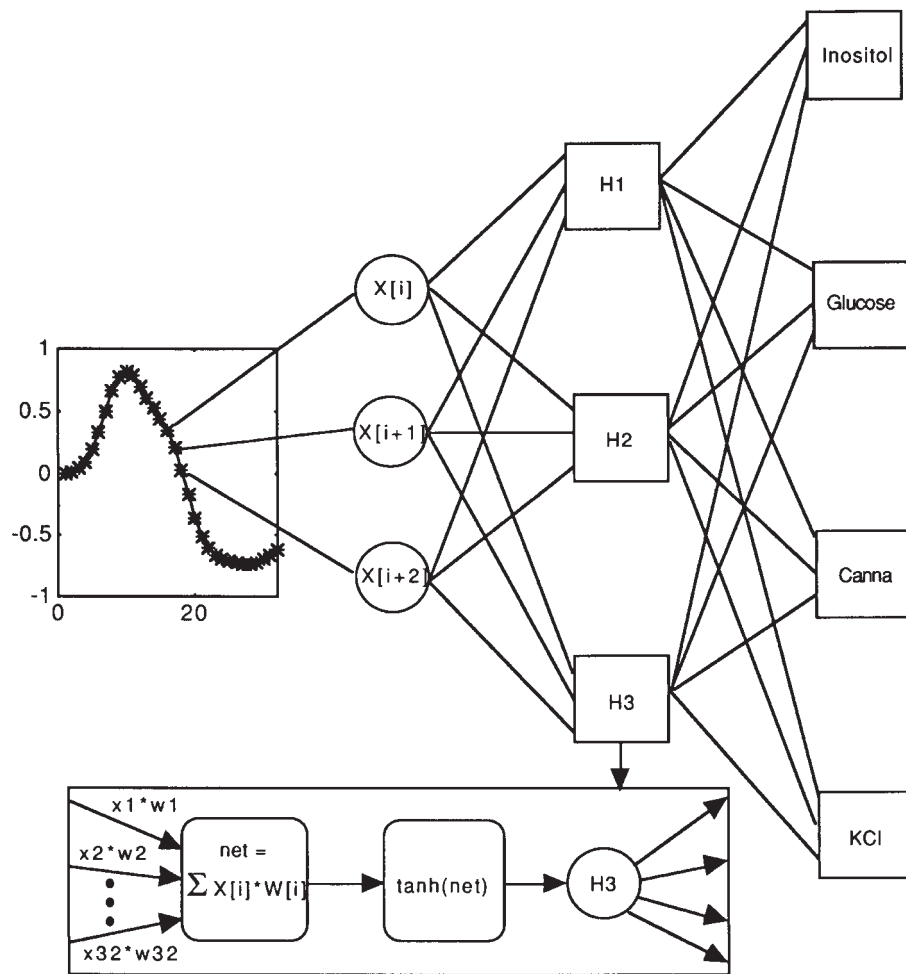 Inositol
H1
X[i]
Glucose
1
0.5
0
-0.5
-1
0
20
X[i+1]
H2
X[i+2]
Canna
H3
x1*w1
x2*w2
x32*w32
net =
∑ X[i]*W[i]
tanh(net)
H3
KCl